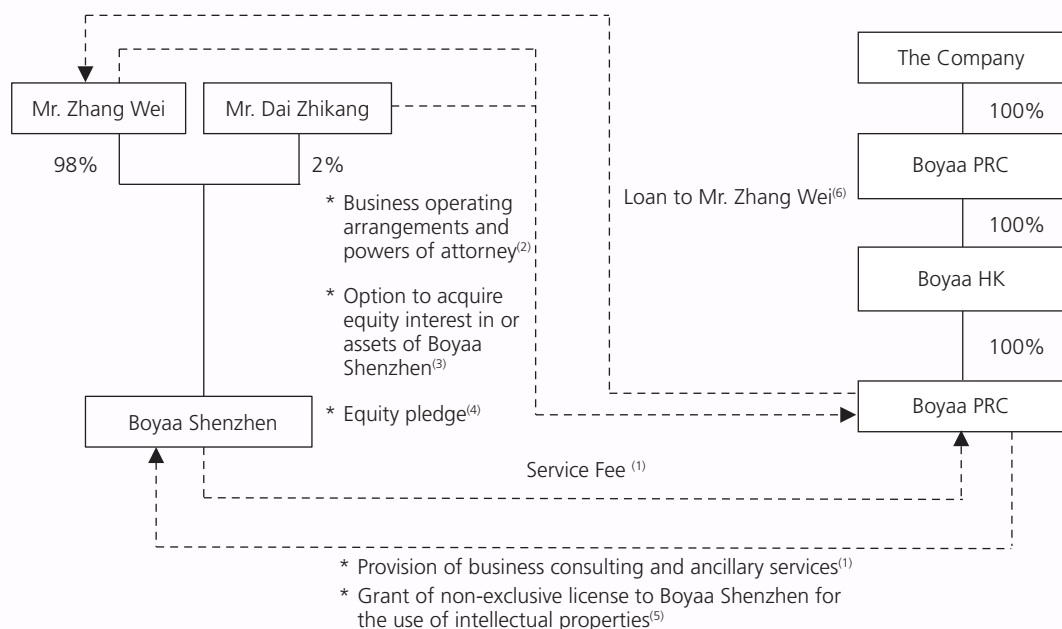 The Company
Mr. Zhang Wei
Mr. Dai Zhikang
100%
98%
2%
Boyaa PRC
* Business operating
arrangements and
powers of attorney(2)
Loan to Mr. Zhang Wei(6)
100%
Boyaa HK
* Option to acquire
equity interest in or
assets of Boyaa
Shenzhen(3)
100%
Boyaa Shenzhen
* Equity pledge(4)
Boyaa PRC
Service Fee (1)
* Provision of business consulting and ancillary services(1)
* Grant of non-exclusive license to Boyaa Shenzhen for
the use of intellectual properties(5)